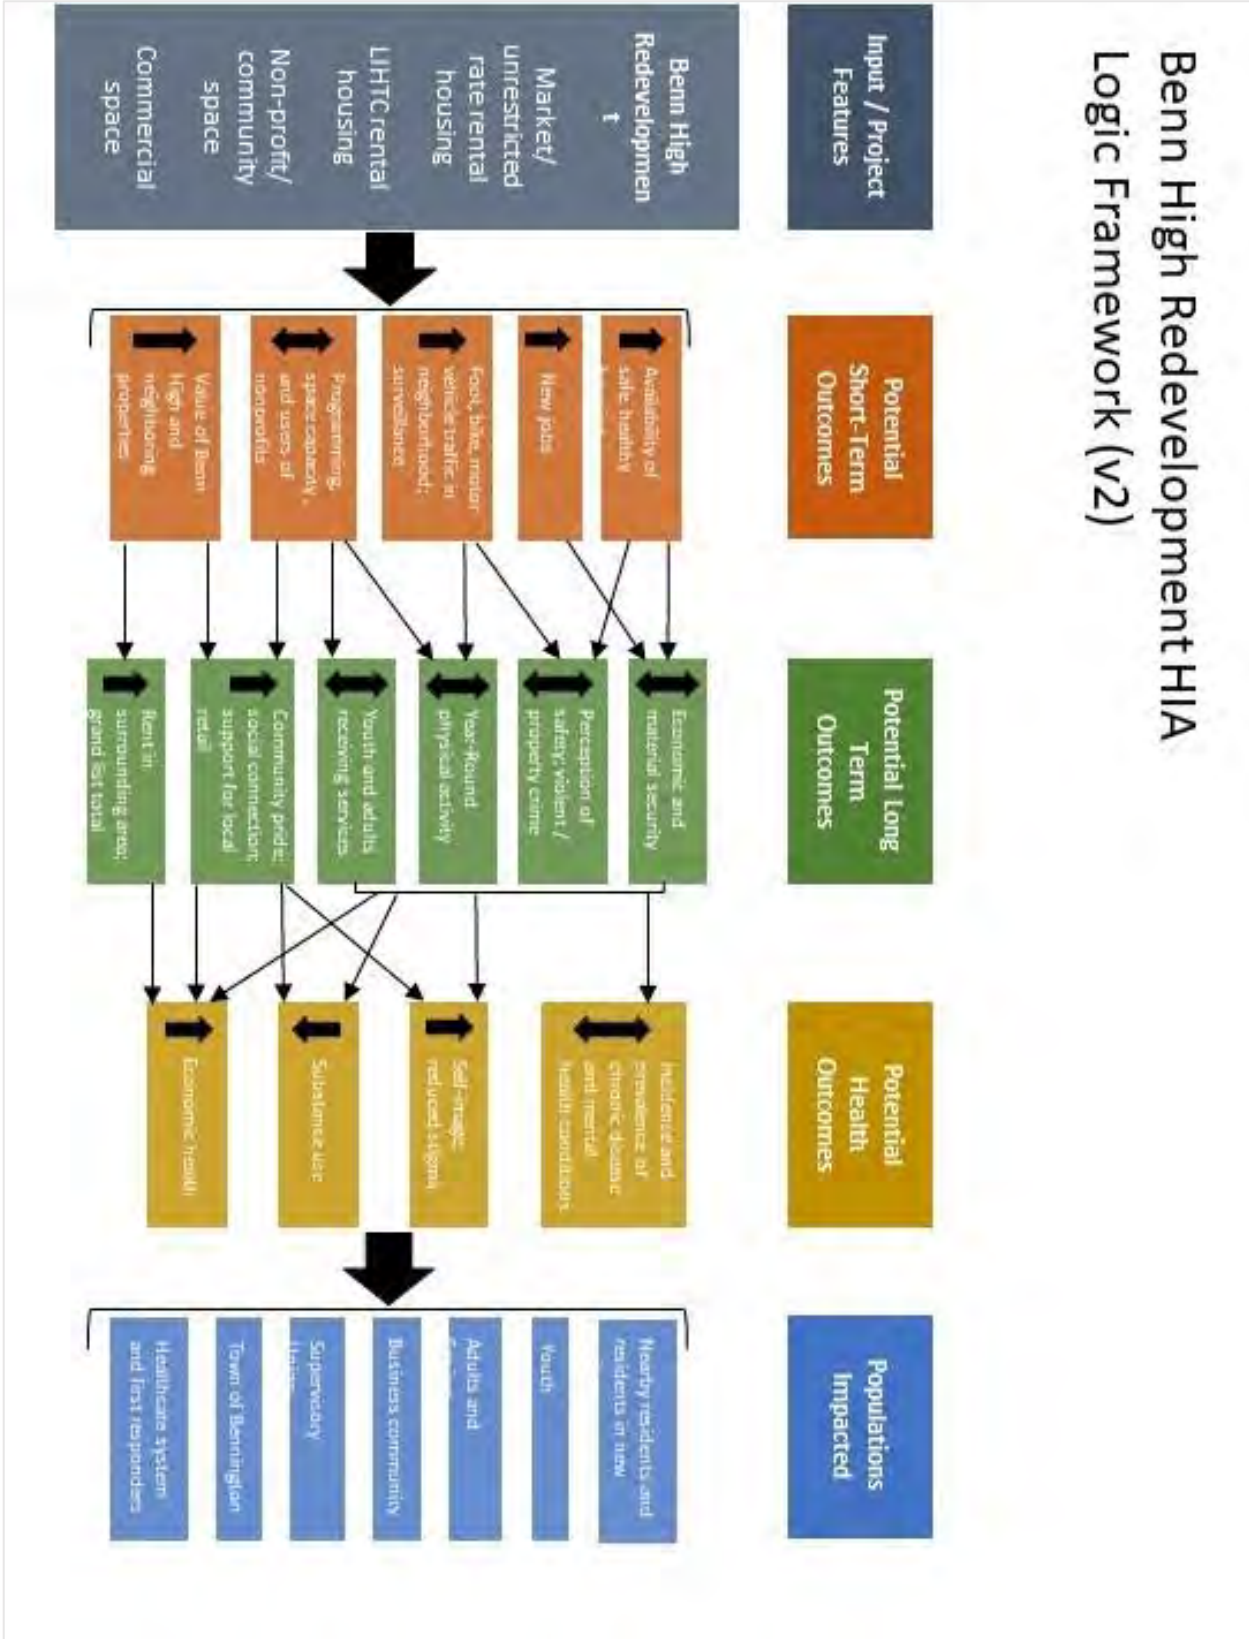 Benn High Redevelopment HIA
Logic Framework (v2)
Input / Project
Features
Potential
Short-Term
Outcomes
Potential Long
Term
Outcomes
Potential
Health
Outcomes
Populations
Impacted
Benn High
Redevelopmen
t
Market/
unrestricted
rate rental
housing
LIHTC rental
housing
Non-profit/
community
space
Commercial
space
Availability of
safe healthy
New jobs
Foot, bike, motor
vehicle traffic in
neighborhood;
surveillance
Programming,
space capacity,
and users of
nonprofits
Value of Benn
High and
neighboring
properties
Economic and
material security
Perception of
safety; violent /
property crime
Year-Round
physical activity
Youth and adults
receiving services
Community pride;
social connection;
support for local
retail
Rent in
surrounding area;
grand list total
Incidence and
prevalence of
chronic disease
and mental
health conditions
Self-image;
reduced stigma
Substance use
Economic health
Nearby residents and
residents in new
Youth
Adults and
Business community
Supervisory
Town of Bennington
Healthcare system
and first responders